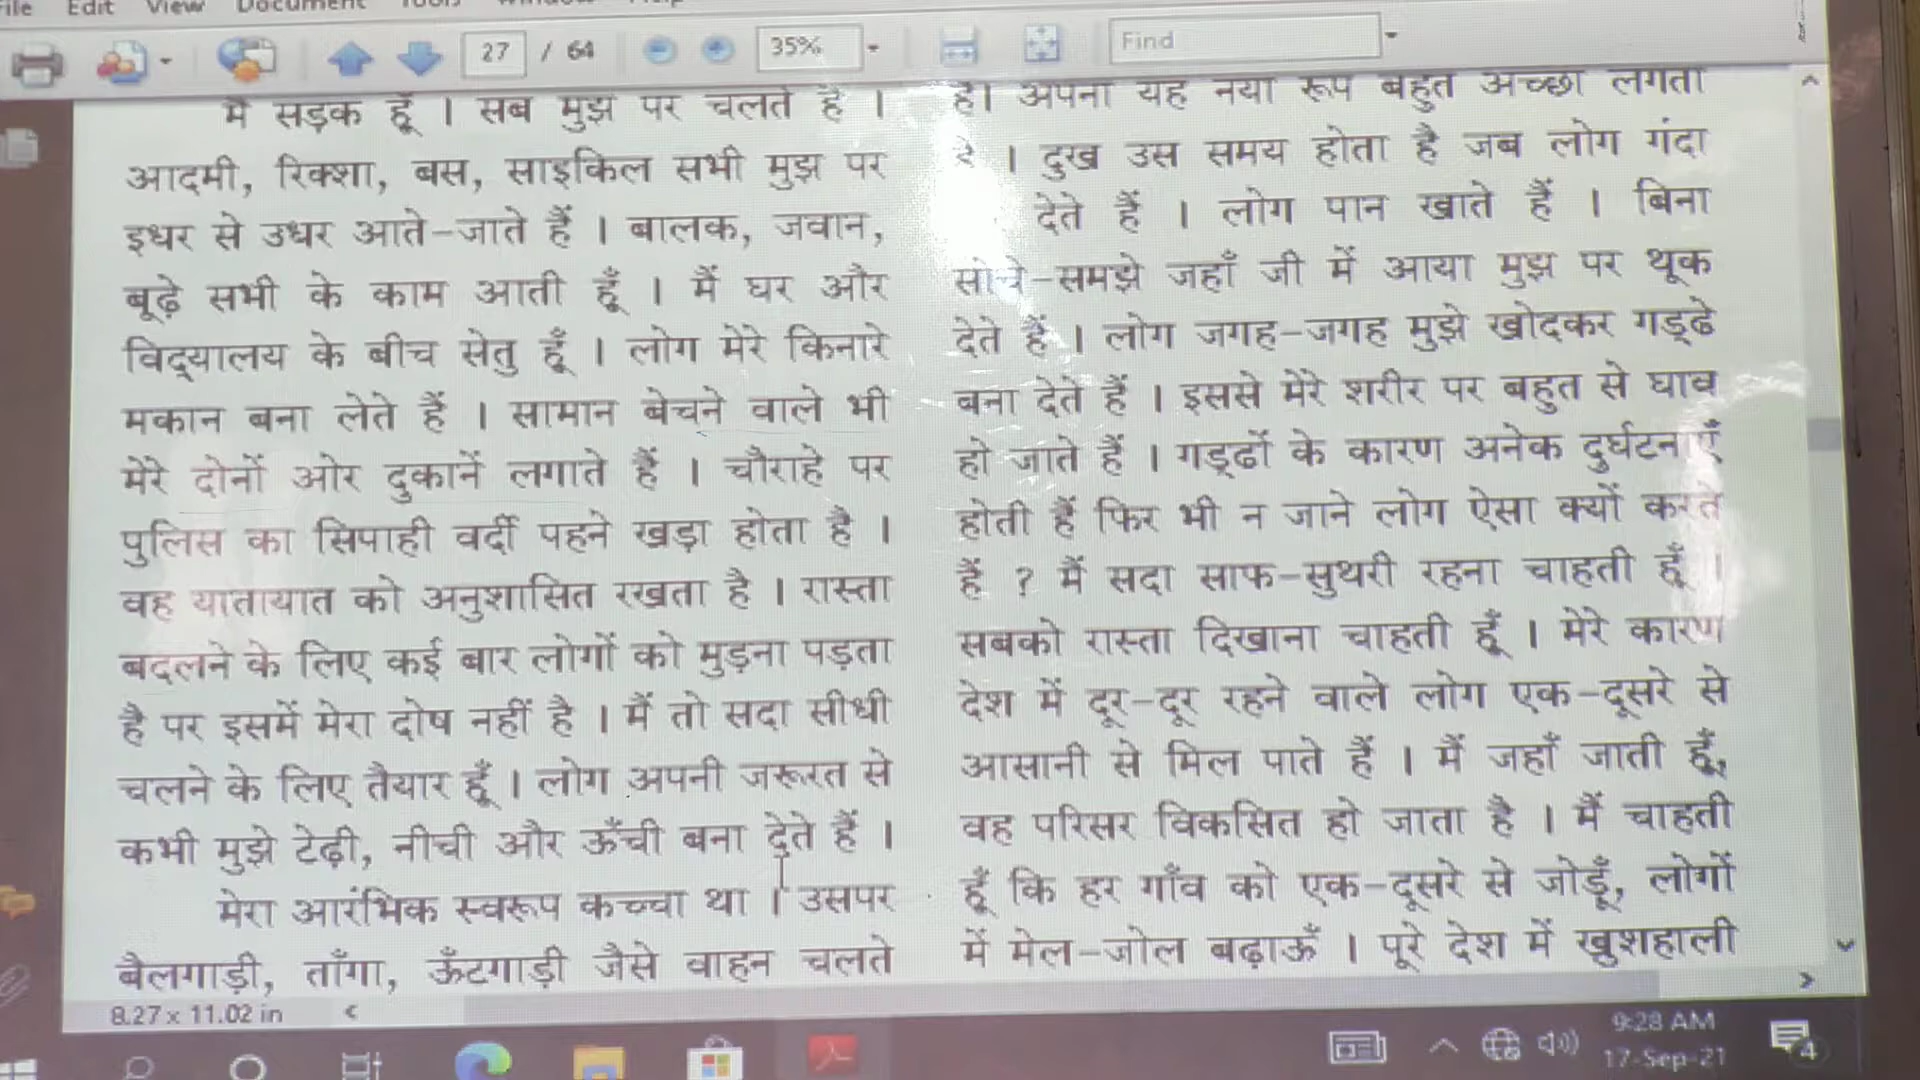 File Edit View Document Tools Window Help
27 / 64 35% Find
मैं सड़क हूँ । सब मुझ पर चलते हैं ।
आदमी, रिक्शा, बस, साइकिल सभी मुझ पर
इधर से उधर आते-जाते हैं । बालक, जवान,
बूढ़े सभी के काम आती हूँ । मैं घर और
विद्यालय के बीच सेतु हूँ । लोग मेरे किनारे
मकान बना लेते हैं । सामान बेचने वाले भी
मेरे दोनों ओर दुकानें लगाते हैं । चौराहे पर
पुलिस का सिपाही वर्दी पहने खड़ा होता है ।
वह यातायात को अनुशासित रखता है । रास्ता
बदलने के लिए कई बार लोगों को मुड़ना पड़ता
है पर इसमें मेरा दोष नहीं है । मैं तो सदा सीधी
चलने के लिए तैयार हूँ । लोग अपनी जरूरत से
कभी मुझे टेढ़ी, नीची और ऊँची बना देते हैं ।
मेरा आरंभिक स्वरूप कच्चा था । उसपर
बैलगाड़ी, ताँगा, ऊँटगाड़ी जैसे वाहन चलते
है। अपना यह नया रूप बहुत अच्छा लगता
। दुख उस समय होता है जब लोग गंदा
देते हैं । लोग पान खाते हैं । बिना
सोचे-समझे जहाँ जी में आया मुझ पर थूक
देते हैं । लोग जगह-जगह मुझे खोदकर गड्ढे
बना देते हैं । इससे मेरे शरीर पर बहुत से घाव
हो जाते हैं । गड्ढों के कारण अनेक दुर्घटनाएँ
होती हैं फिर भी न जाने लोग ऐसा क्यों करते
हैं ? मैं सदा साफ-सुथरी रहना चाहती हूँ ।
सबको रास्ता दिखाना चाहती हूँ । मेरे कारण
देश में दूर-दूर रहने वाले लोग एक-दूसरे से
आसानी से मिल पाते हैं । मैं जहाँ जाती हूँ,
वह परिसर विकसित हो जाता है । मैं चाहती
हूँ कि हर गाँव को एक-दूसरे से जोड़ूँ, लोगों
में मेल-जोल बढ़ाऊँ । पूरे देश में खुशहाली
8.27 x 11.02 in
9:28 AM
17-Sep-21
4